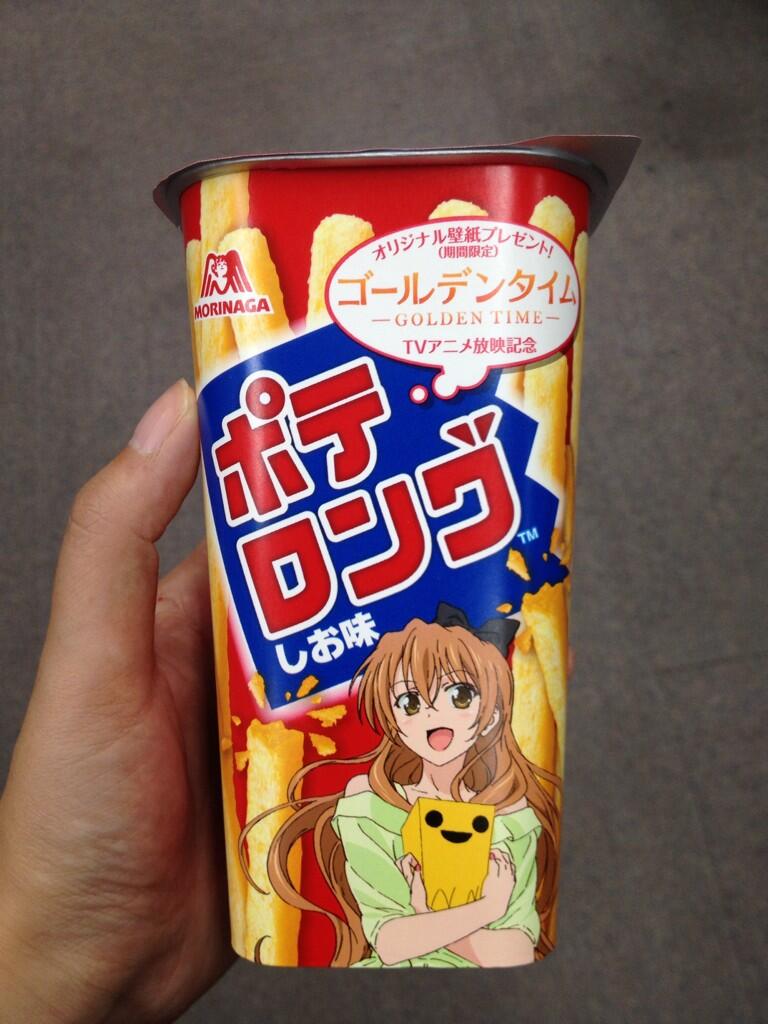 オリジナル壁紙プレゼント!
(期間限定)
ゴールデンタイム
—GOLDEN TIME—
TVアニメ放映記念
MORINAGA
ポテ
ロング™
しお味